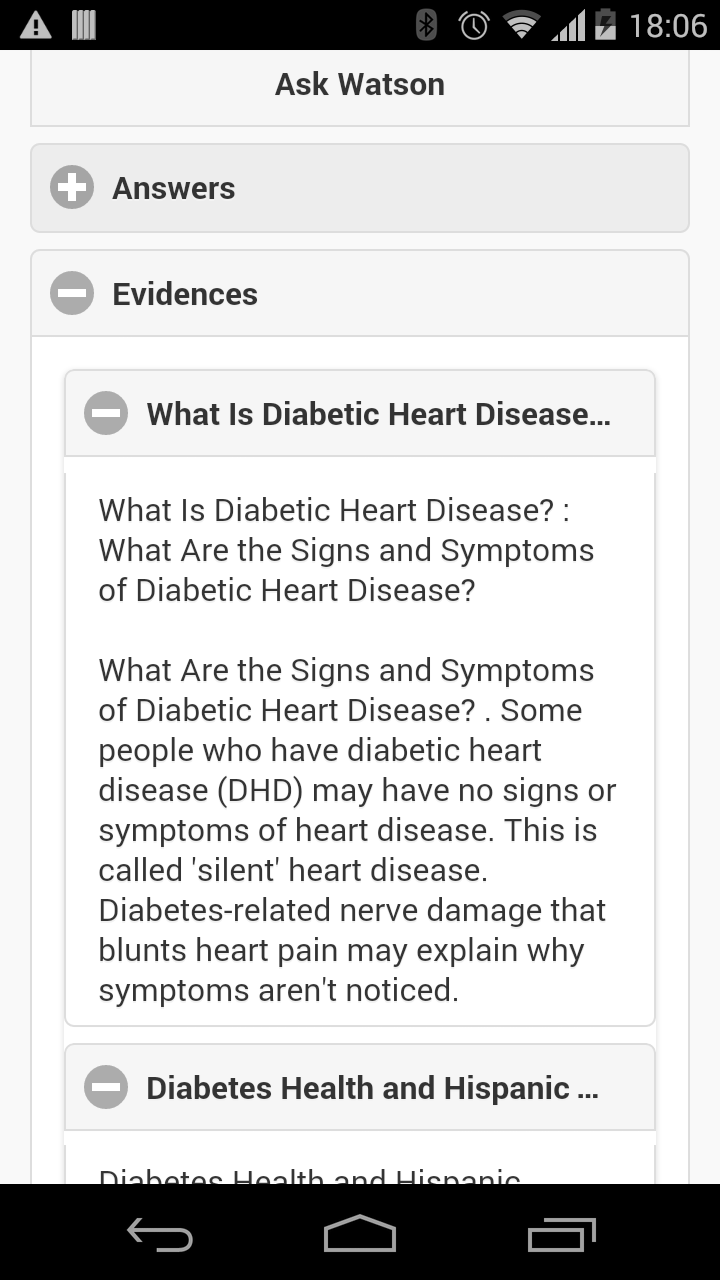 18:06
Ask Watson
Answers
Evidences
What Is Diabetic Heart Disease...
What Is Diabetic Heart Disease? :
What Are the Signs and Symptoms
of Diabetic Heart Disease?
What Are the Signs and Symptoms
of Diabetic Heart Disease? . Some
people who have diabetic heart
disease (DHD) may have no signs or
symptoms of heart disease. This is
called 'silent' heart disease.
Diabetes-related nerve damage that
blunts heart pain may explain why
symptoms aren't noticed.
Diabetes Health and Hispanic ...
Diabetes Health and Hispanic